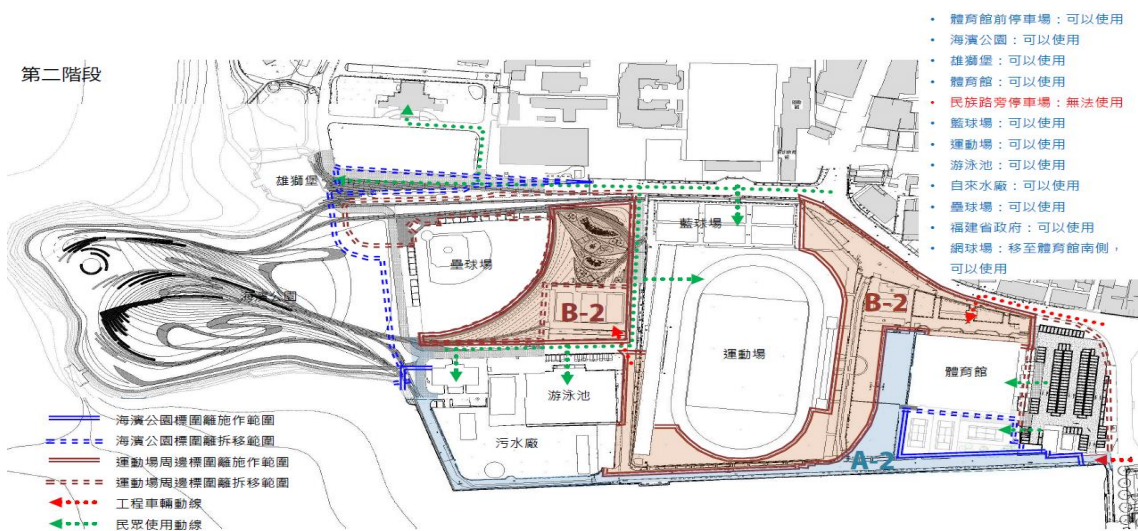 • 體育館前停車場：可以使用
• 海濱公園：可以使用
• 雄獅堡：可以使用
• 體育館：可以使用
• 民族路旁停車場：無法使用
• 籃球場：可以使用
• 運動場：可以使用
• 游泳池：可以使用
• 自來水廠：可以使用
• 壘球場：可以使用
• 福建省政府：可以使用
• 網球場：移至體育館南側，
可以使用
第二階段
雄獅堡
籃球場
壘球場
海濱公園
B-2
B-2
運動場
體育館
游泳池
污水廠
A-2
海濱公園標圍籬施作範圍
海濱公園標圍籬拆移範圍
運動場周邊標圍籬施作範圍
運動場周邊標圍籬拆移範圍
工程車輛動線
民眾使用動線